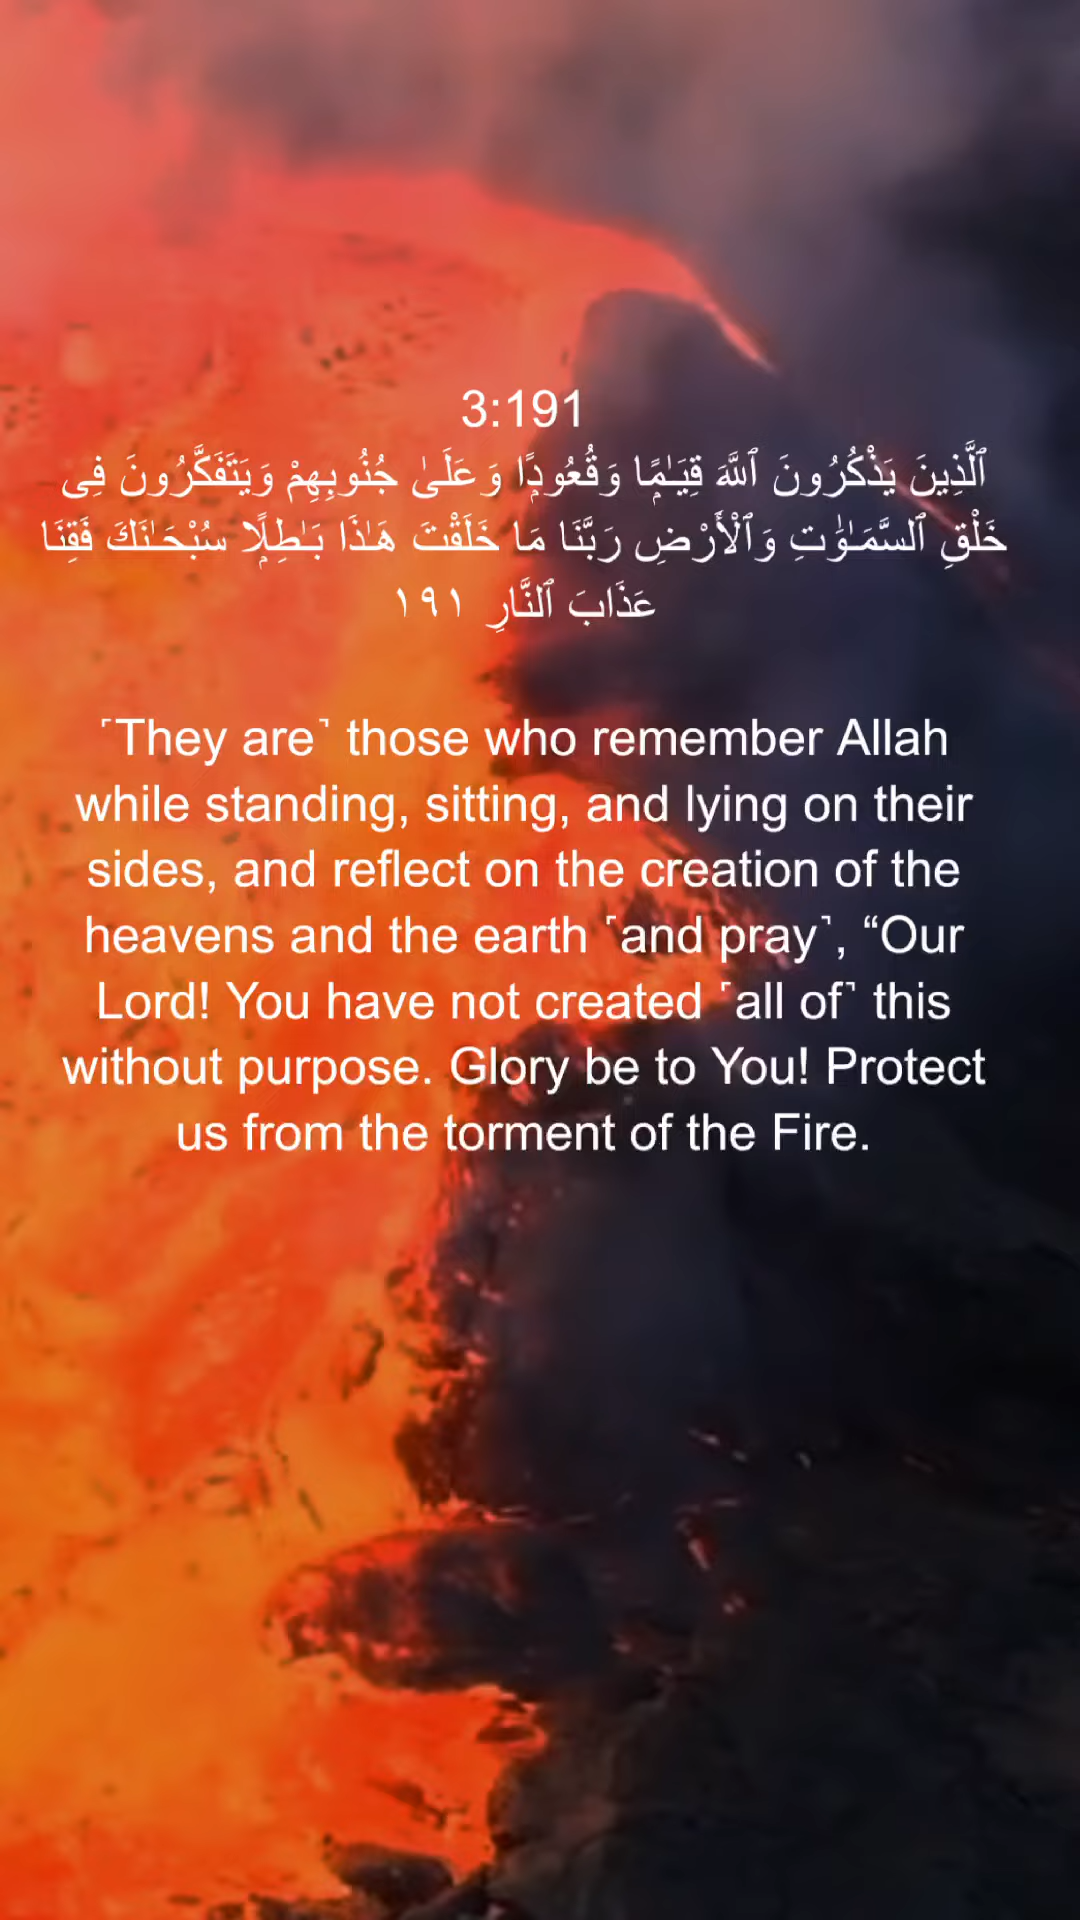 3:191
ٱلَّذِينَ يَذْكُرُونَ ٱللَّهَ قِيَـٰمًۭا وَقُعُودًۭا وَعَلَىٰ جُنُوبِهِمْ وَيَتَفَكَّرُونَ فِى
خَلْقِ ٱلسَّمَـٰوَٰتِ وَٱلْأَرْضِ رَبَّنَا مَا خَلَقْتَ هَـٰذَا بَـٰطِلًۭا سُبْحَـٰنَكَ فَقِنَا
عَذَابَ ٱلنَّارِ ١٩١
˹They are˺ those who remember Allah
while standing, sitting, and lying on their
sides, and reflect on the creation of the
heavens and the earth ˹and pray˺, “Our
Lord! You have not created ˹all of˺ this
without purpose. Glory be to You! Protect
us from the torment of the Fire.